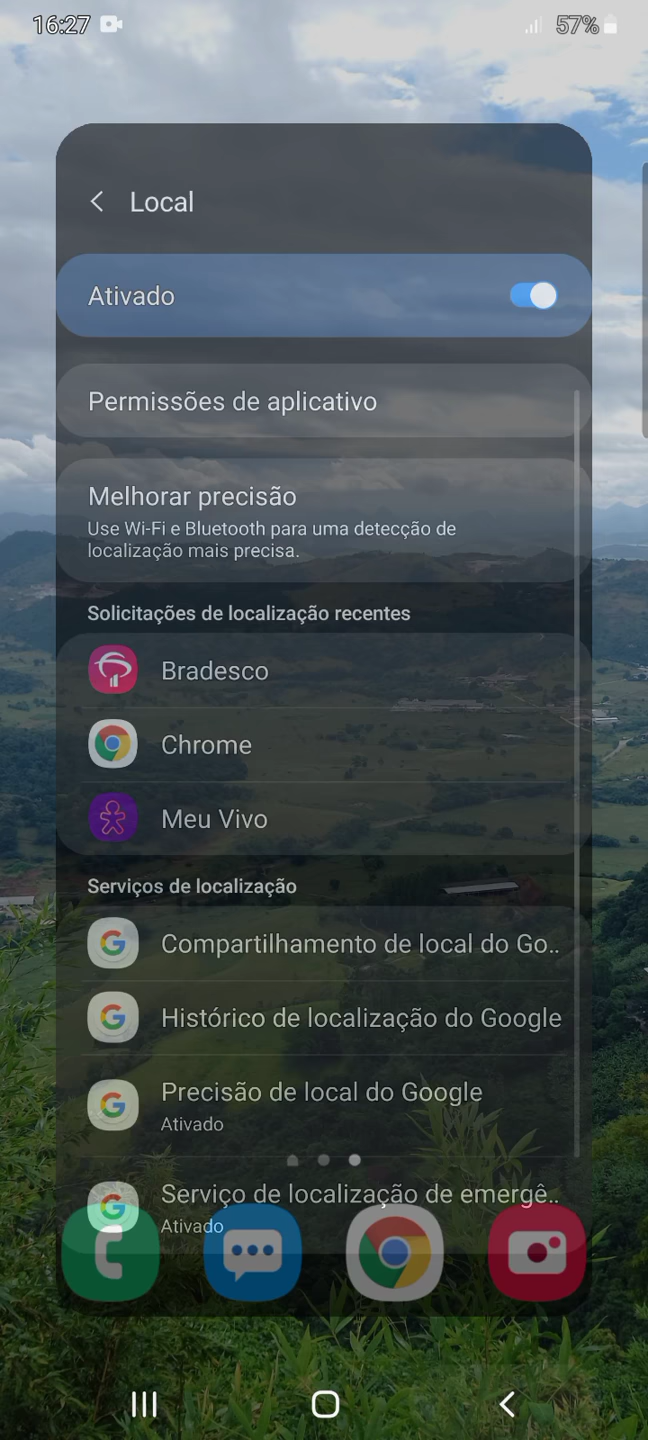 16:27
57%
Local
Ativado
Permissões de aplicativo
Melhorar precisão
Use Wi-Fi e Bluetooth para uma detecção de
localização mais precisa.
Solicitações de localização recentes
Bradesco
Chrome
Meu Vivo
Serviços de localização
Compartilhamento de local do Go..
Histórico de localização do Google
Precisão de local do Google
Ativado
Serviço de localização de emergê..
Ativado